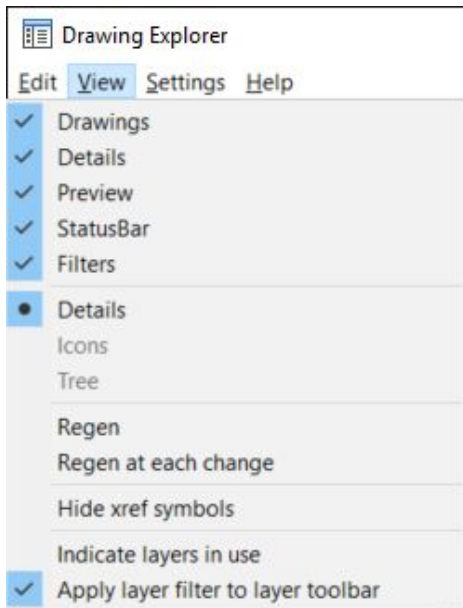 Drawing Explorer
Edit View Settings Help
Drawings
Details
Preview
StatusBar
Filters
Details
Icons
Tree
Regen
Regen at each change
Hide xref symbols
Indicate layers in use
Apply layer filter to layer toolbar